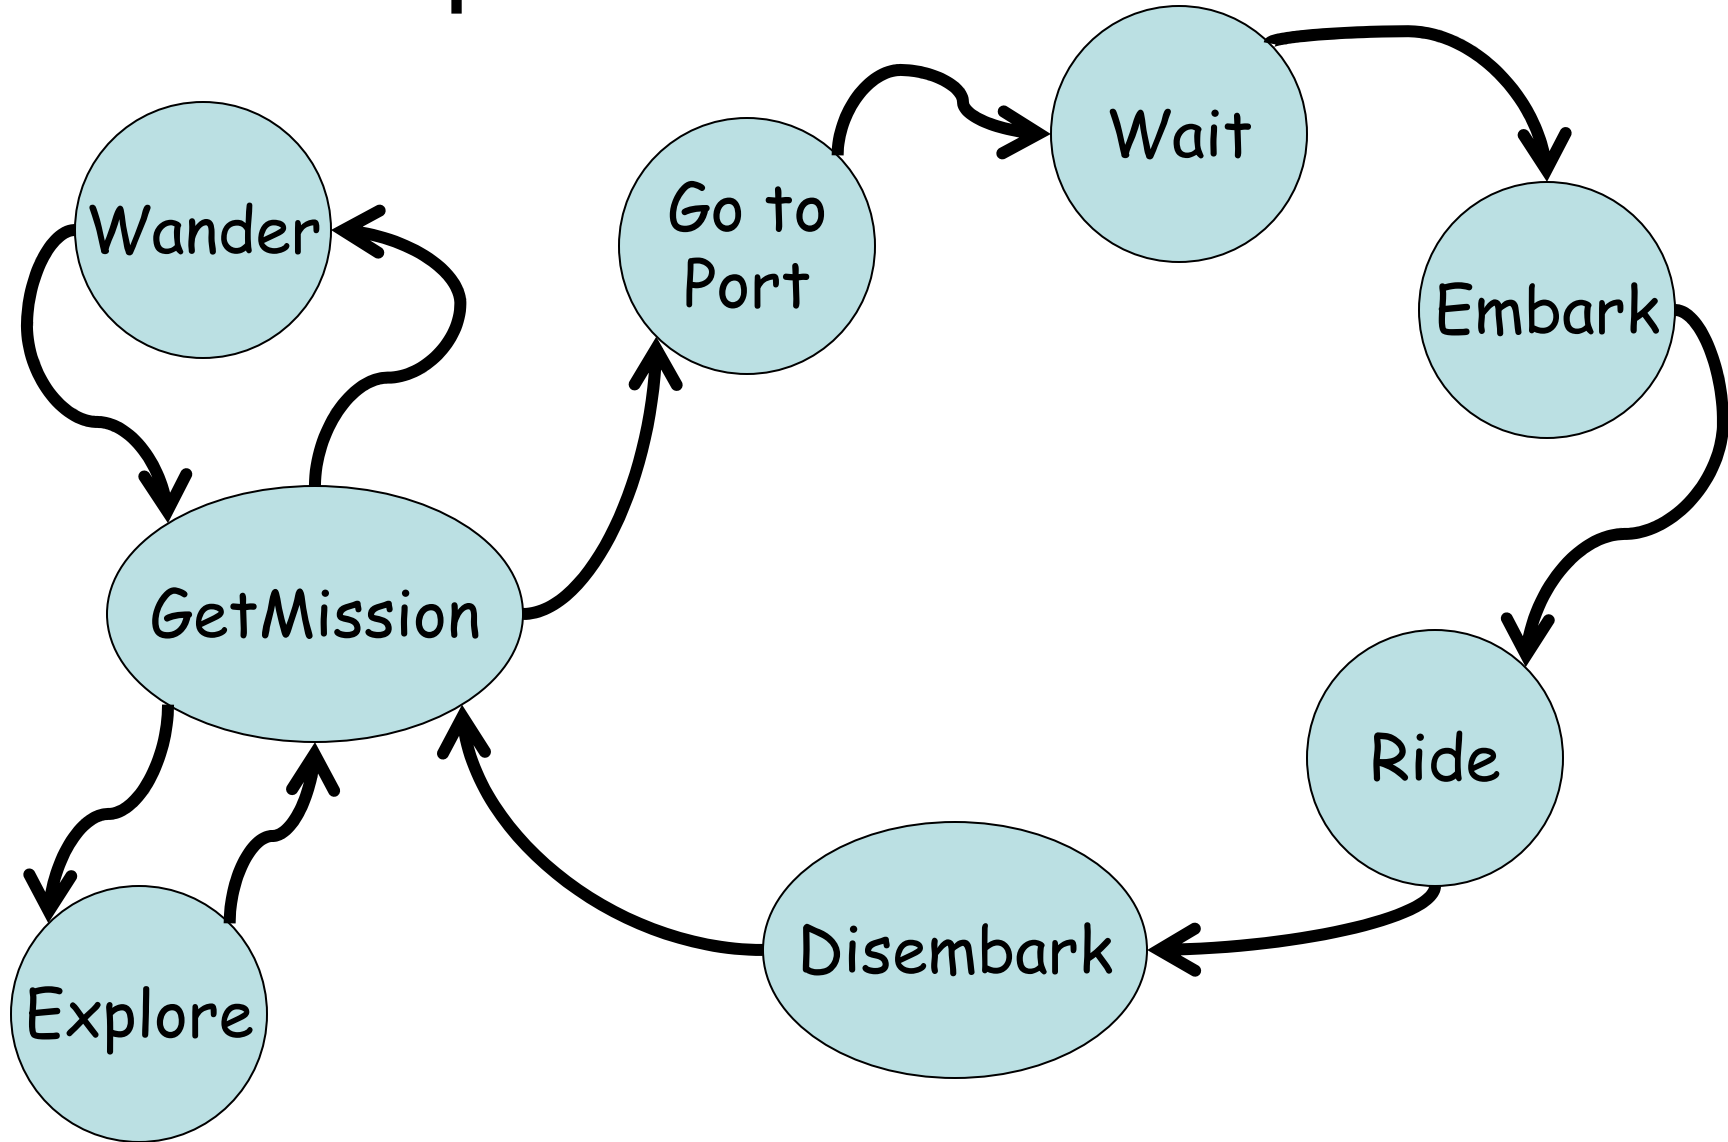 Wait
Wander
Go to
Port
Embark
GetMission
Ride
Disembark
Explore